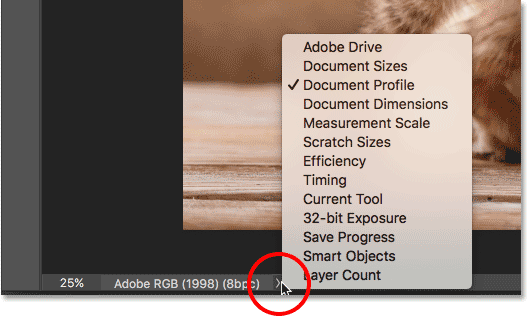 Adobe Drive
Document Sizes
✓ Document Profile
Document Dimensions
Measurement Scale
Scratch Sizes
Efficiency
Timing
Current Tool
32-bit Exposure
Save Progress
Smart Objects
Layer Count
25% Adobe RGB (1998) (8bpc)